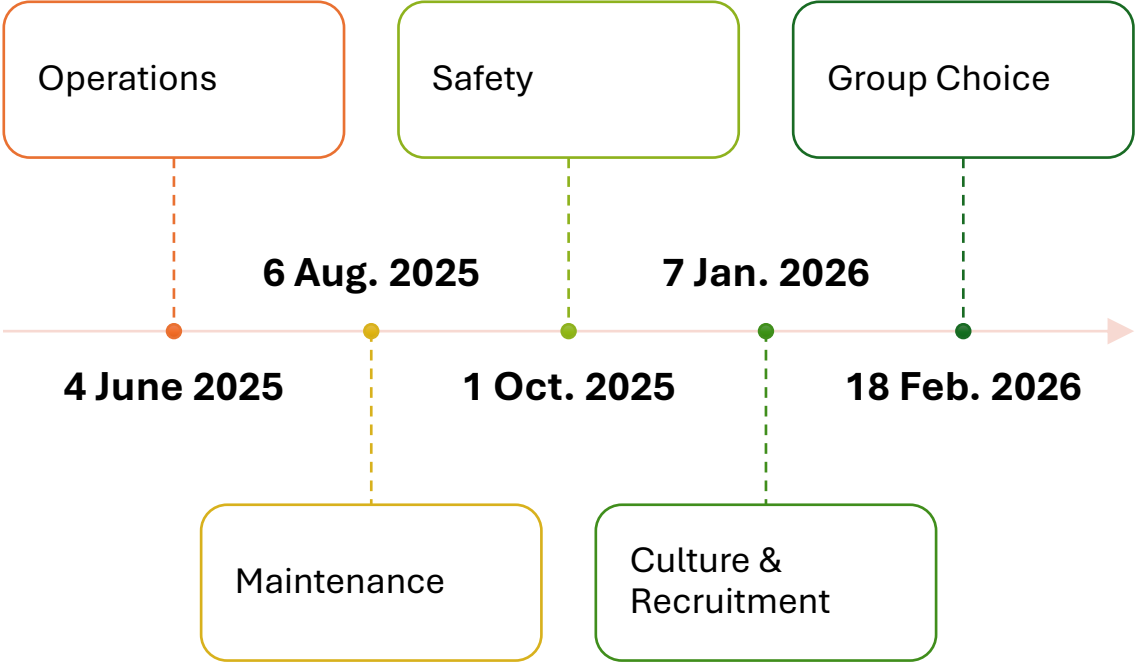 Operations
Safety
Group Choice
6 Aug. 2025
7 Jan. 2026
4 June 2025
1 Oct. 2025
18 Feb. 2026
Maintenance
Culture &
Recruitment